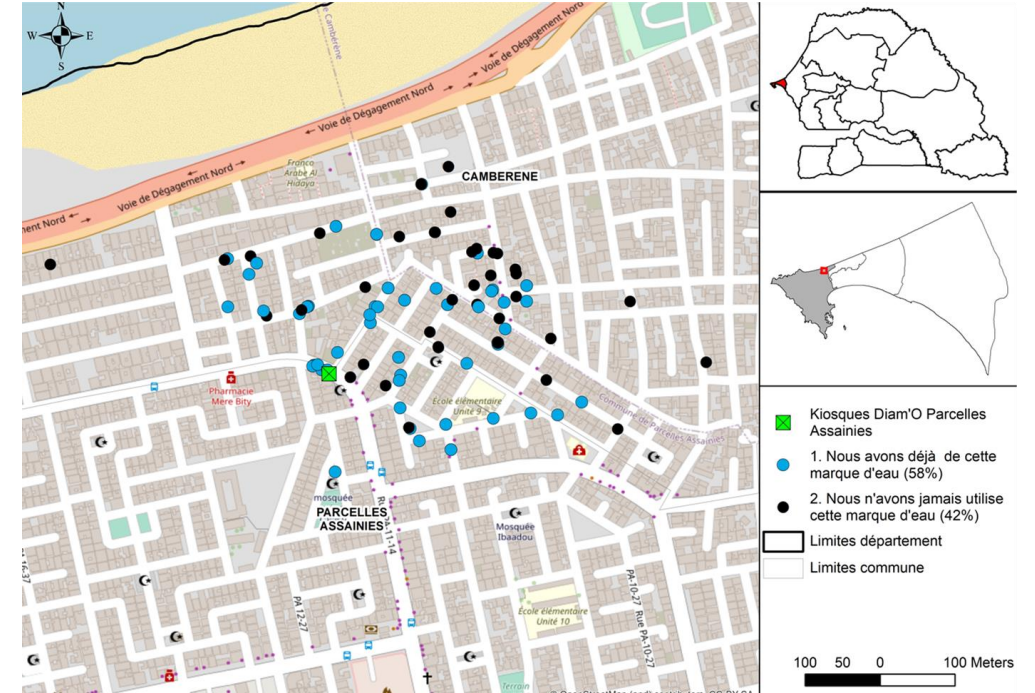 N
W E
S
Cambérène
Voie de Dégagement Nord
Voie de Dégagement Nord
Voie de Dégagement Nord
ment Nord
Franco
Arabe Al
Hidaya
CAMBERENE
Pharmacie
Mère Bity
École élémentaire
Unité 9
Commune de Parcelles Assainies
mosquée
PARCELLES
ASSAINIES
Mosquée
Ibaadou
PA 12-27
École élémentaire
Unité 10
PA-10-27 Rue PA-10-27
Terrain
Kiosques Diam'O Parcelles
Assainies
1. Nous avons déjà de cette
marque d'eau (58%)
2. Nous n'avons jamais utilise
cette marque d'eau (42%)
Limites département
Limites commune
100 50 0 100 Meters